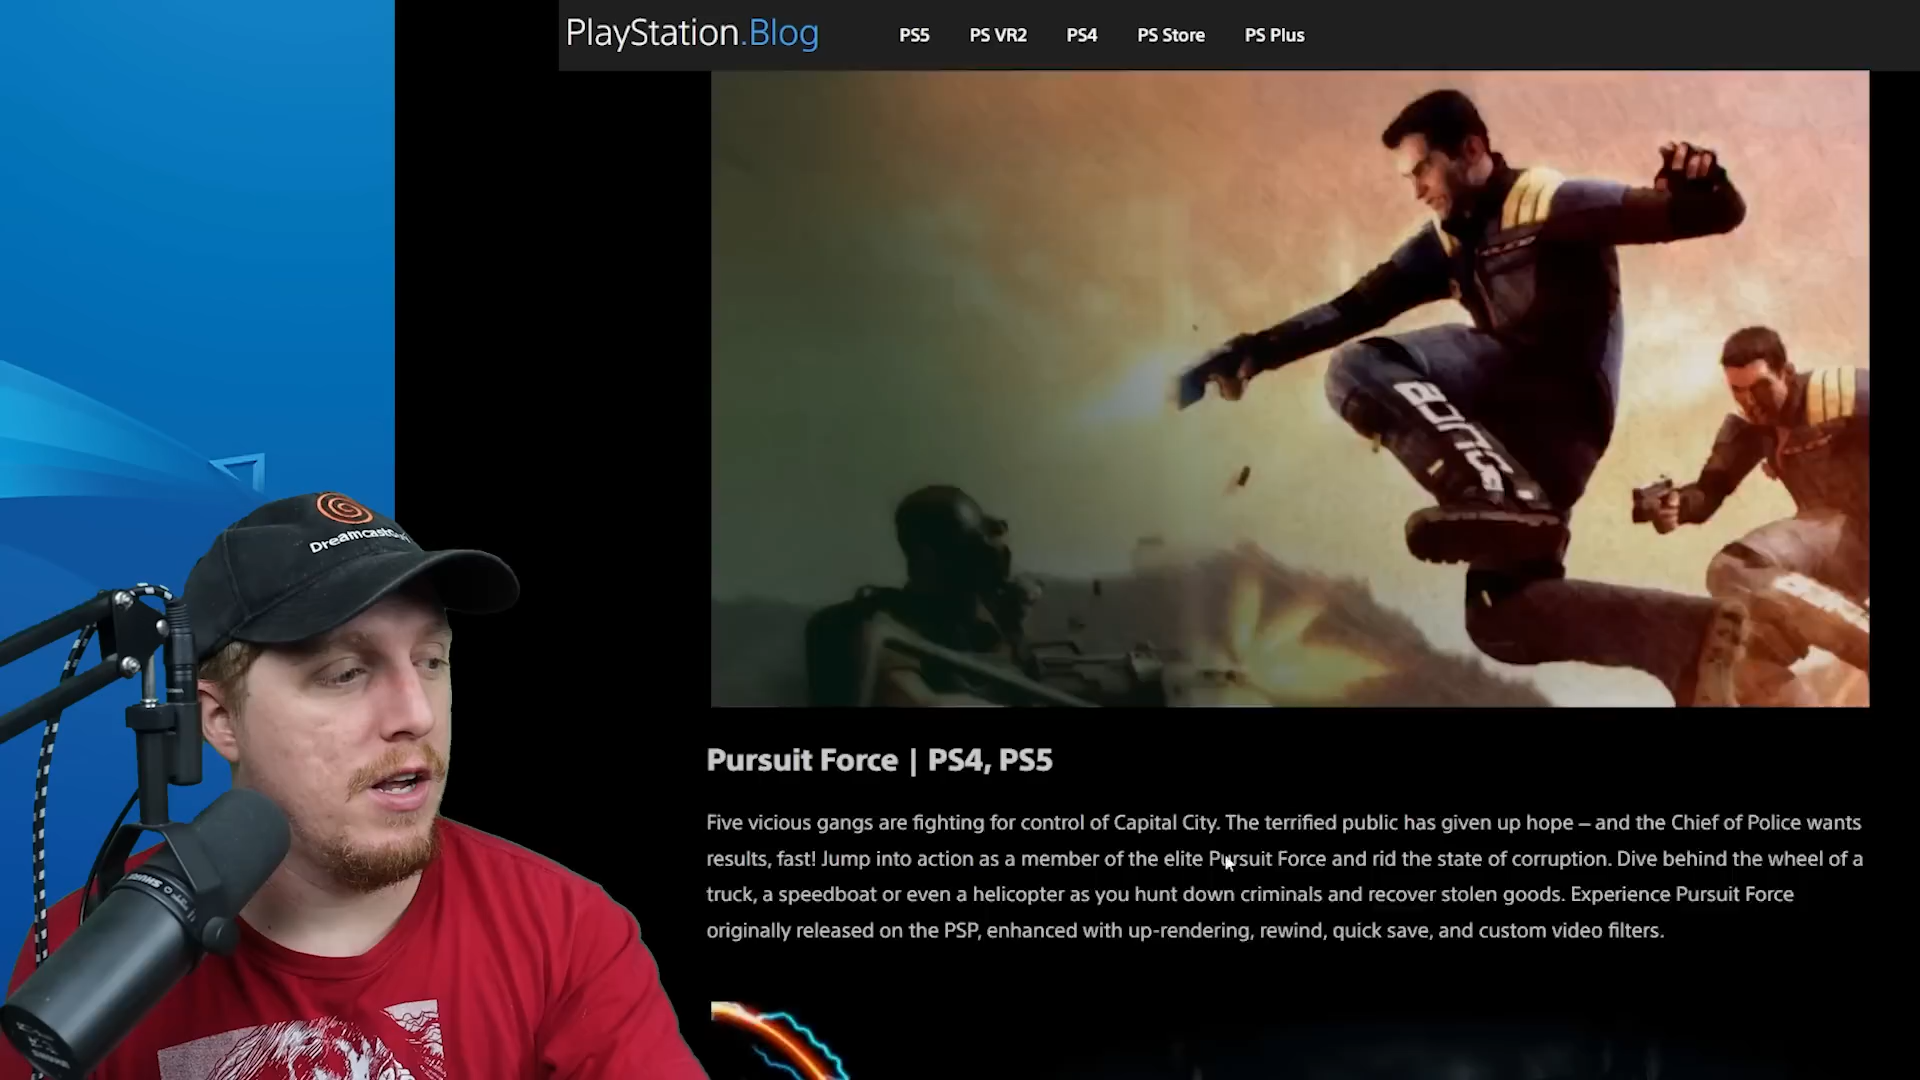 PlayStation.Blog
PS5 PS VR2 PS4 PS Store PS Plus
Pursuit Force | PS4, PS5
Five vicious gangs are fighting for control of Capital City. The terrified public has given up hope – and the Chief of Police wants
results, fast! Jump into action as a member of the elite Pursuit Force and rid the state of corruption. Dive behind the wheel of a
truck, a speedboat or even a helicopter as you hunt down criminals and recover stolen goods. Experience Pursuit Force
originally released on the PSP, enhanced with up-rendering, rewind, quick save, and custom video filters.
SHURE